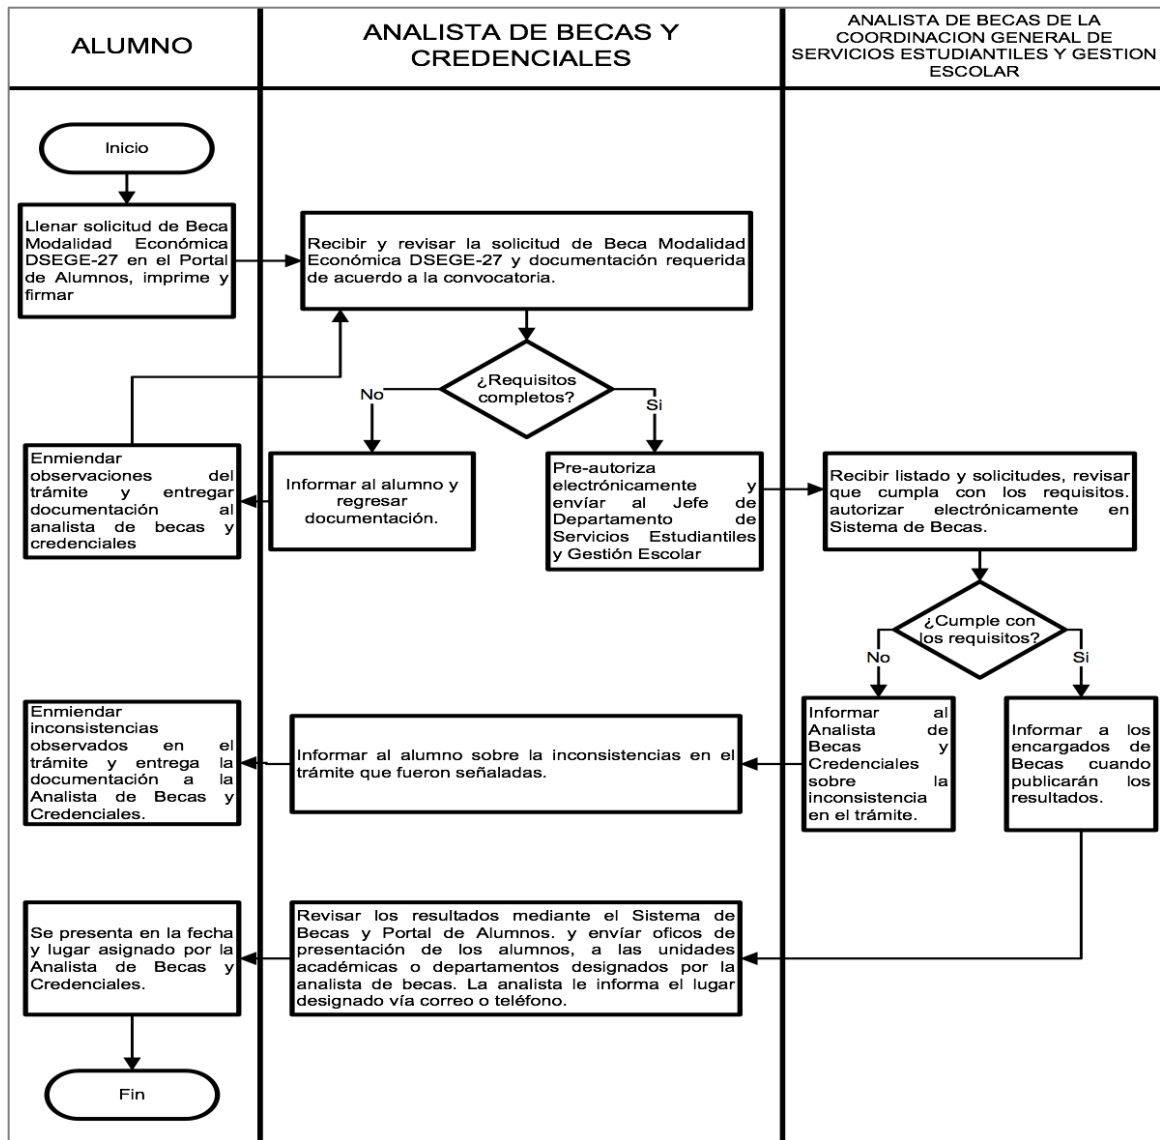 ALUMNO
ANALISTA DE BECAS Y
CREDENCIALES
ANALISTA DE BECAS DE LA
COORDINACION GENERAL DE
SERVICIOS ESTUDIANTILES Y GESTION
ESCOLAR
Inicio
Llenar solicitud de Beca
Modalidad Económica
DSEGE-27 en el Portal
de Alumnos, imprime y
firmar
Recibir y revisar la solicitud de Beca Modalidad
Económica DSEGE-27 y documentación requerida
de acuerdo a la convocatoria.
¿Requisitos
completos?
No
Si
Enmiendar
observaciones del
trámite y entregar
documentación al
analista de becas y
credenciales
Informar al alumno y
regresar
documentación.
Pre-autoriza
electrónicamente y
envíar al Jefe de
Departamento de
Servicios Estudiantiles
y Gestión Escolar
Recibir listado y solicitudes, revisar
que cumpla con los requisitos.
autorizar electrónicamente en
Sistema de Becas.
¿Cumple con
los requisitos?
No
Si
Enmiendar
inconsistencias
observados en el
trámite y entrega la
documentación a la
Analista de Becas y
Credenciales.
Informar al alumno sobre la inconsistencias en el
trámite que fueron señaladas.
Informar al
Analista de
Becas y
Credenciales
sobre la
inconsistencia
en el trámite.
Informar a los
encargados de
Becas cuando
publicarán los
resultados.
Se presenta en la fecha
y lugar asignado por la
Analista de Becas y
Credenciales.
Revisar los resultados mediante el Sistema de
Becas y Portal de Alumnos. y envíar oficos de
presentación de los alumnos, a las unidades
académicas o departamentos designados por la
analista de becas. La analista le informa el lugar
designado vía correo o teléfono.
Fin